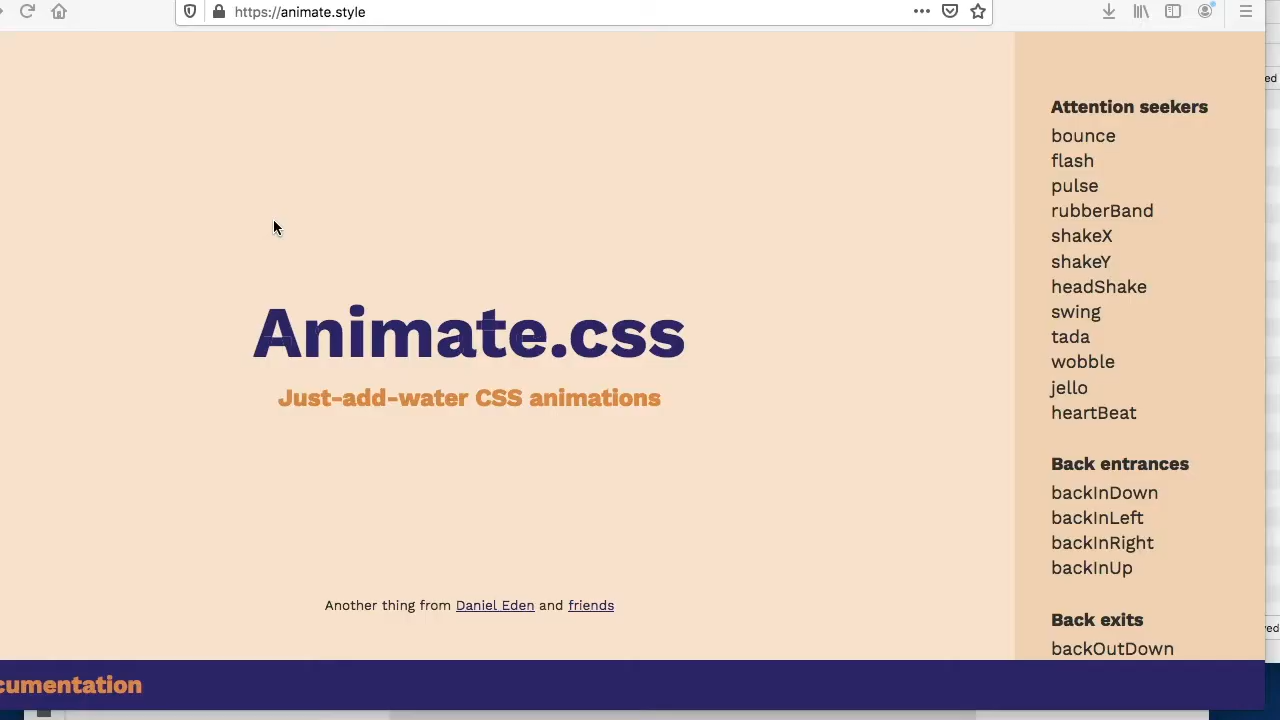 https://animate.style
ed
Attention seekers
bounce
flash
pulse
rubberBand
shakeX
shakeY
headShake
swing
tada
wobble
jello
heartBeat
Animate.css
Just-add-water CSS animations
Back entrances
backInDown
backInLeft
backInRight
backInUp
Another thing from Daniel Eden and friends
Back exits
ved
backOutDown
cumentation